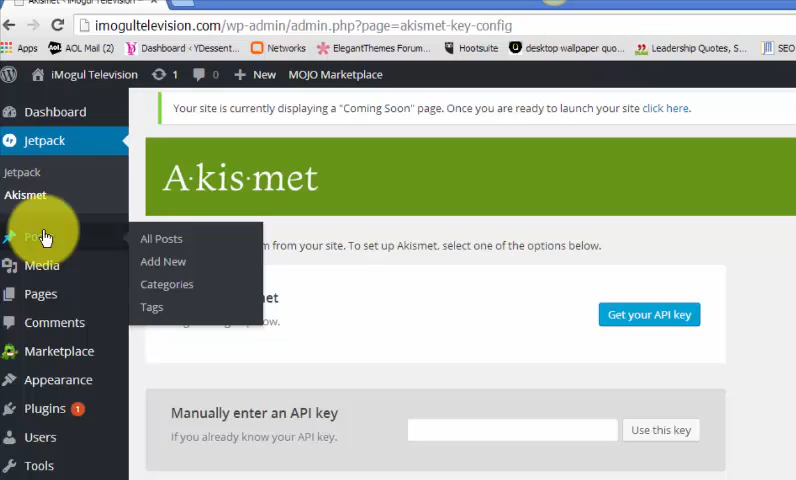 Akismet ‹ iMogul Television
imogultelevision.com/wp-admin/admin.php?page=akismet-key-config
Apps AOL Mail (2) Dashboard ‹ YDessent... Networks ElegantThemes Forum... Hootsuite desktop wallpaper quo... Leadership Quotes, S... SEO
iMogul Television 1 0 New MOJO Marketplace
Dashboard
Jetpack
Jetpack
Akismet
Media
Pages
Comments
Marketplace
Appearance
Plugins 1
Users
Tools
All Posts
Add New
Categories
Tags
Your site is currently displaying a "Coming Soon" page. Once you are ready to launch your site click here.
A·kis·met
from your site. To set up Akismet, select one of the options below.
Get your API key
Manually enter an API key
If you already know your API key.
Use this key